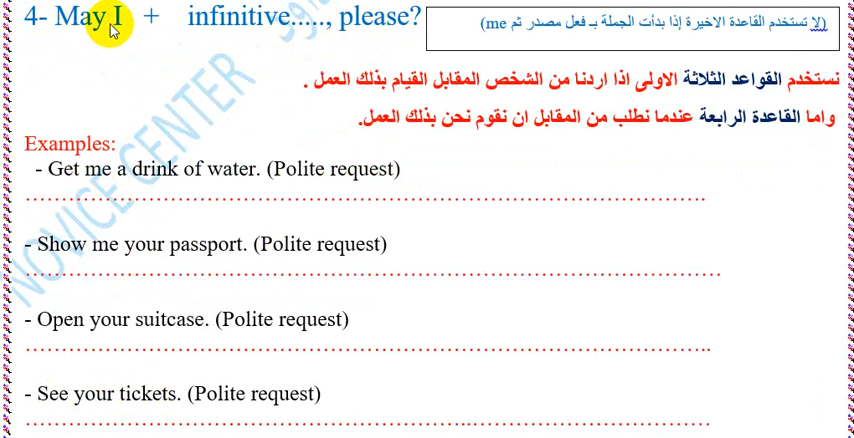 4- May I + infinitive....., please?
(لا تستخدم القاعدة الاخيرة إذا بدأت الجملة بـ فعل مصدر ثم me)
نستخدم القواعد الثلاثة الاولى اذا اردنا من الشخص المقابل القيام بذلك العمل .
واما القاعدة الرابعة عندما نطلب من المقابل ان نقوم نحن بذلك العمل.
Examples:
- Get me a drink of water. (Polite request)
- Show me your passport. (Polite request)
- Open your suitcase. (Polite request)
- See your tickets. (Polite request)
NOVICE CENTER